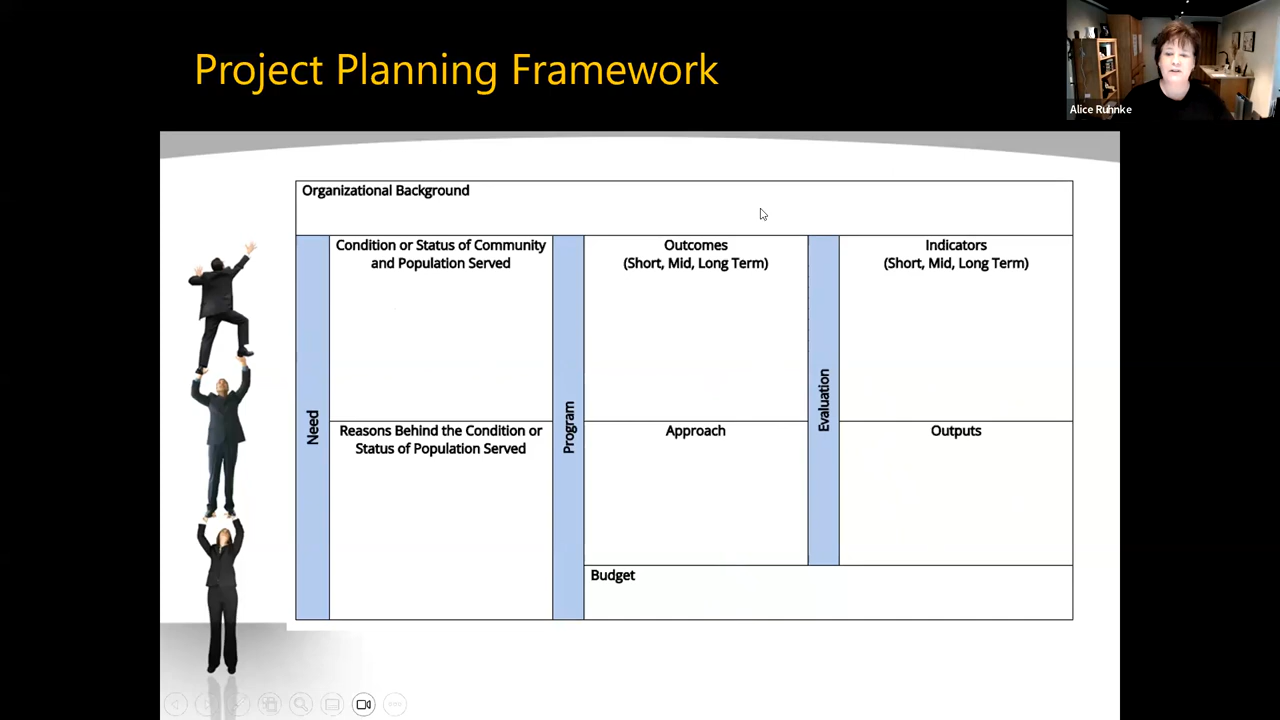 Project Planning Framework
Alice Ruhnke
Organizational Background
Need
Condition or Status of Community
and Population Served
Reasons Behind the Condition or
Status of Population Served
Program
Outcomes
(Short, Mid, Long Term)
Approach
Evaluation
Indicators
(Short, Mid, Long Term)
Outputs
Budget